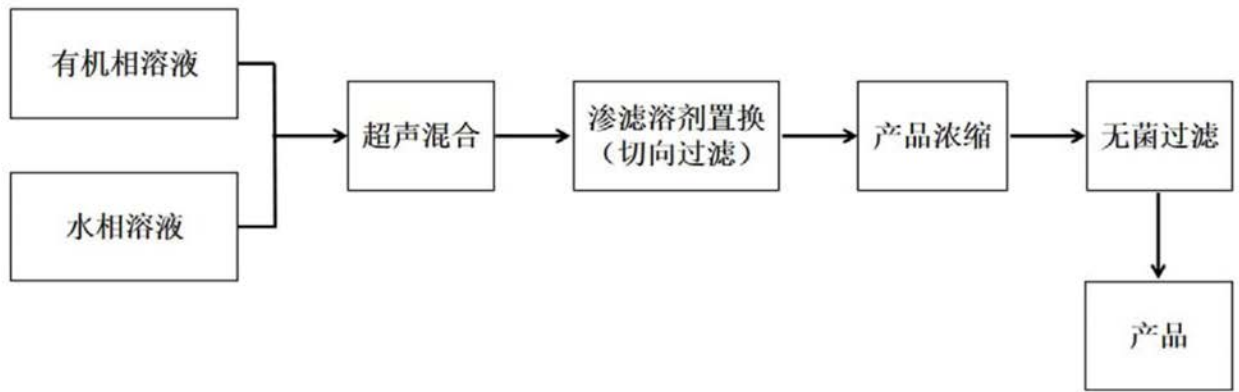 有机相溶液
水相溶液
超声混合
渗滤溶剂置换
（切向过滤）
产品浓缩
无菌过滤
产品